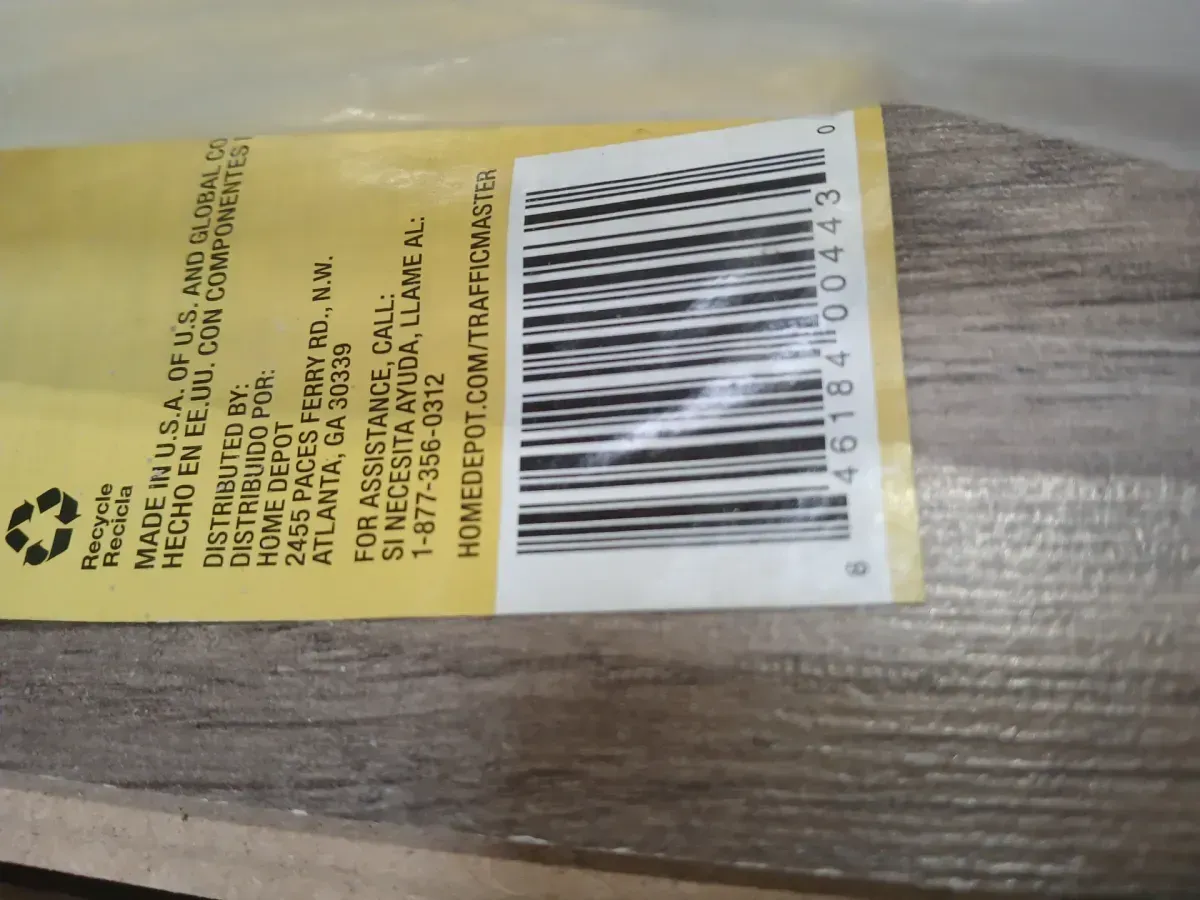 Recycle
Recicla
MADE IN U.S.A. OF U.S. AND GLOBAL CO
HECHO EN EE.UU. CON COMPONENTES
DISTRIBUTED BY:
DISTRIBUIDO POR:
HOME DEPOT
2455 PACES FERRY RD., N.W.
ATLANTA, GA 30339
FOR ASSISTANCE, CALL:
SI NECESITA AYUDA, LLAME AL:
1-877-356-0312
HOMEDEPOT.COM/TRAFFICMASTER
8 46184 00443 0